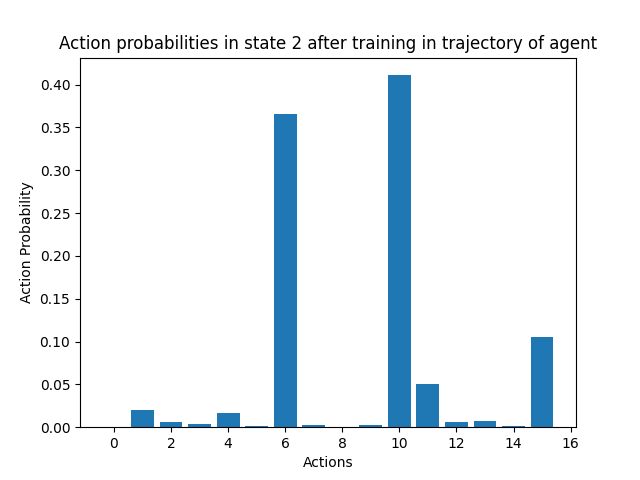 Action probabilities in state 2 after training in trajectory of agent
0.40
0.35
0.30
0.25
0.20
0.15
0.10
0.05
0.00
Action Probability
0 2 4 6 8 10 12 14 16
Actions